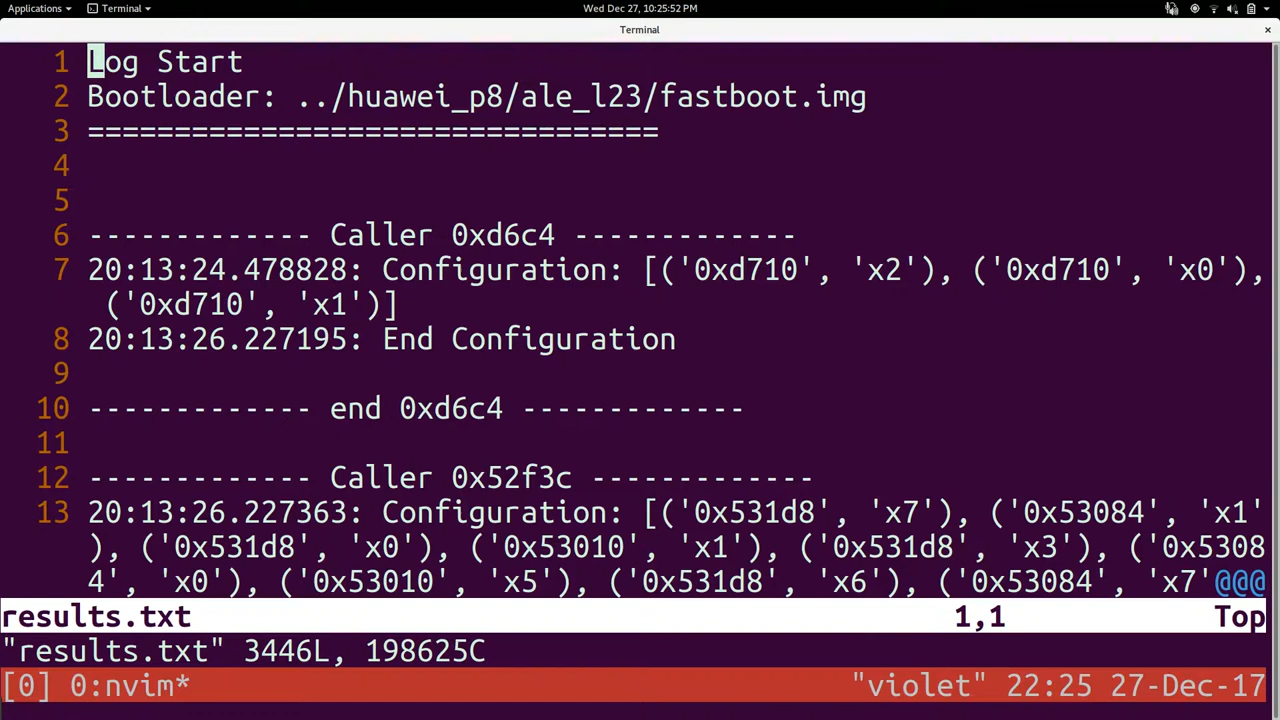 Applications Terminal Wed Dec 27, 10:25:52 PM
Terminal ×
1 Log Start
2 Bootloader: ../huawei_p8/ale_l23/fastboot.img
3 =================================
4
5
6 ------------- Caller 0xd6c4 -------------
7 20:13:24.478828: Configuration: [('0xd710', 'x2'), ('0xd710', 'x0'),
('0xd710', 'x1')]
8 20:13:26.227195: End Configuration
9
10 ------------- end 0xd6c4 -------------
11
12 ------------- Caller 0x52f3c -------------
13 20:13:26.227363: Configuration: [('0x531d8', 'x7'), ('0x53084', 'x1'
), ('0x531d8', 'x0'), ('0x53010', 'x1'), ('0x531d8', 'x3'), ('0x5308
4', 'x0'), ('0x53010', 'x5'), ('0x531d8', 'x6'), ('0x53084', 'x7'@@@
results.txt 1,1 Top
"results.txt" 3446L, 198625C
[0] 0:nvim* "violet" 22:25 27-Dec-17